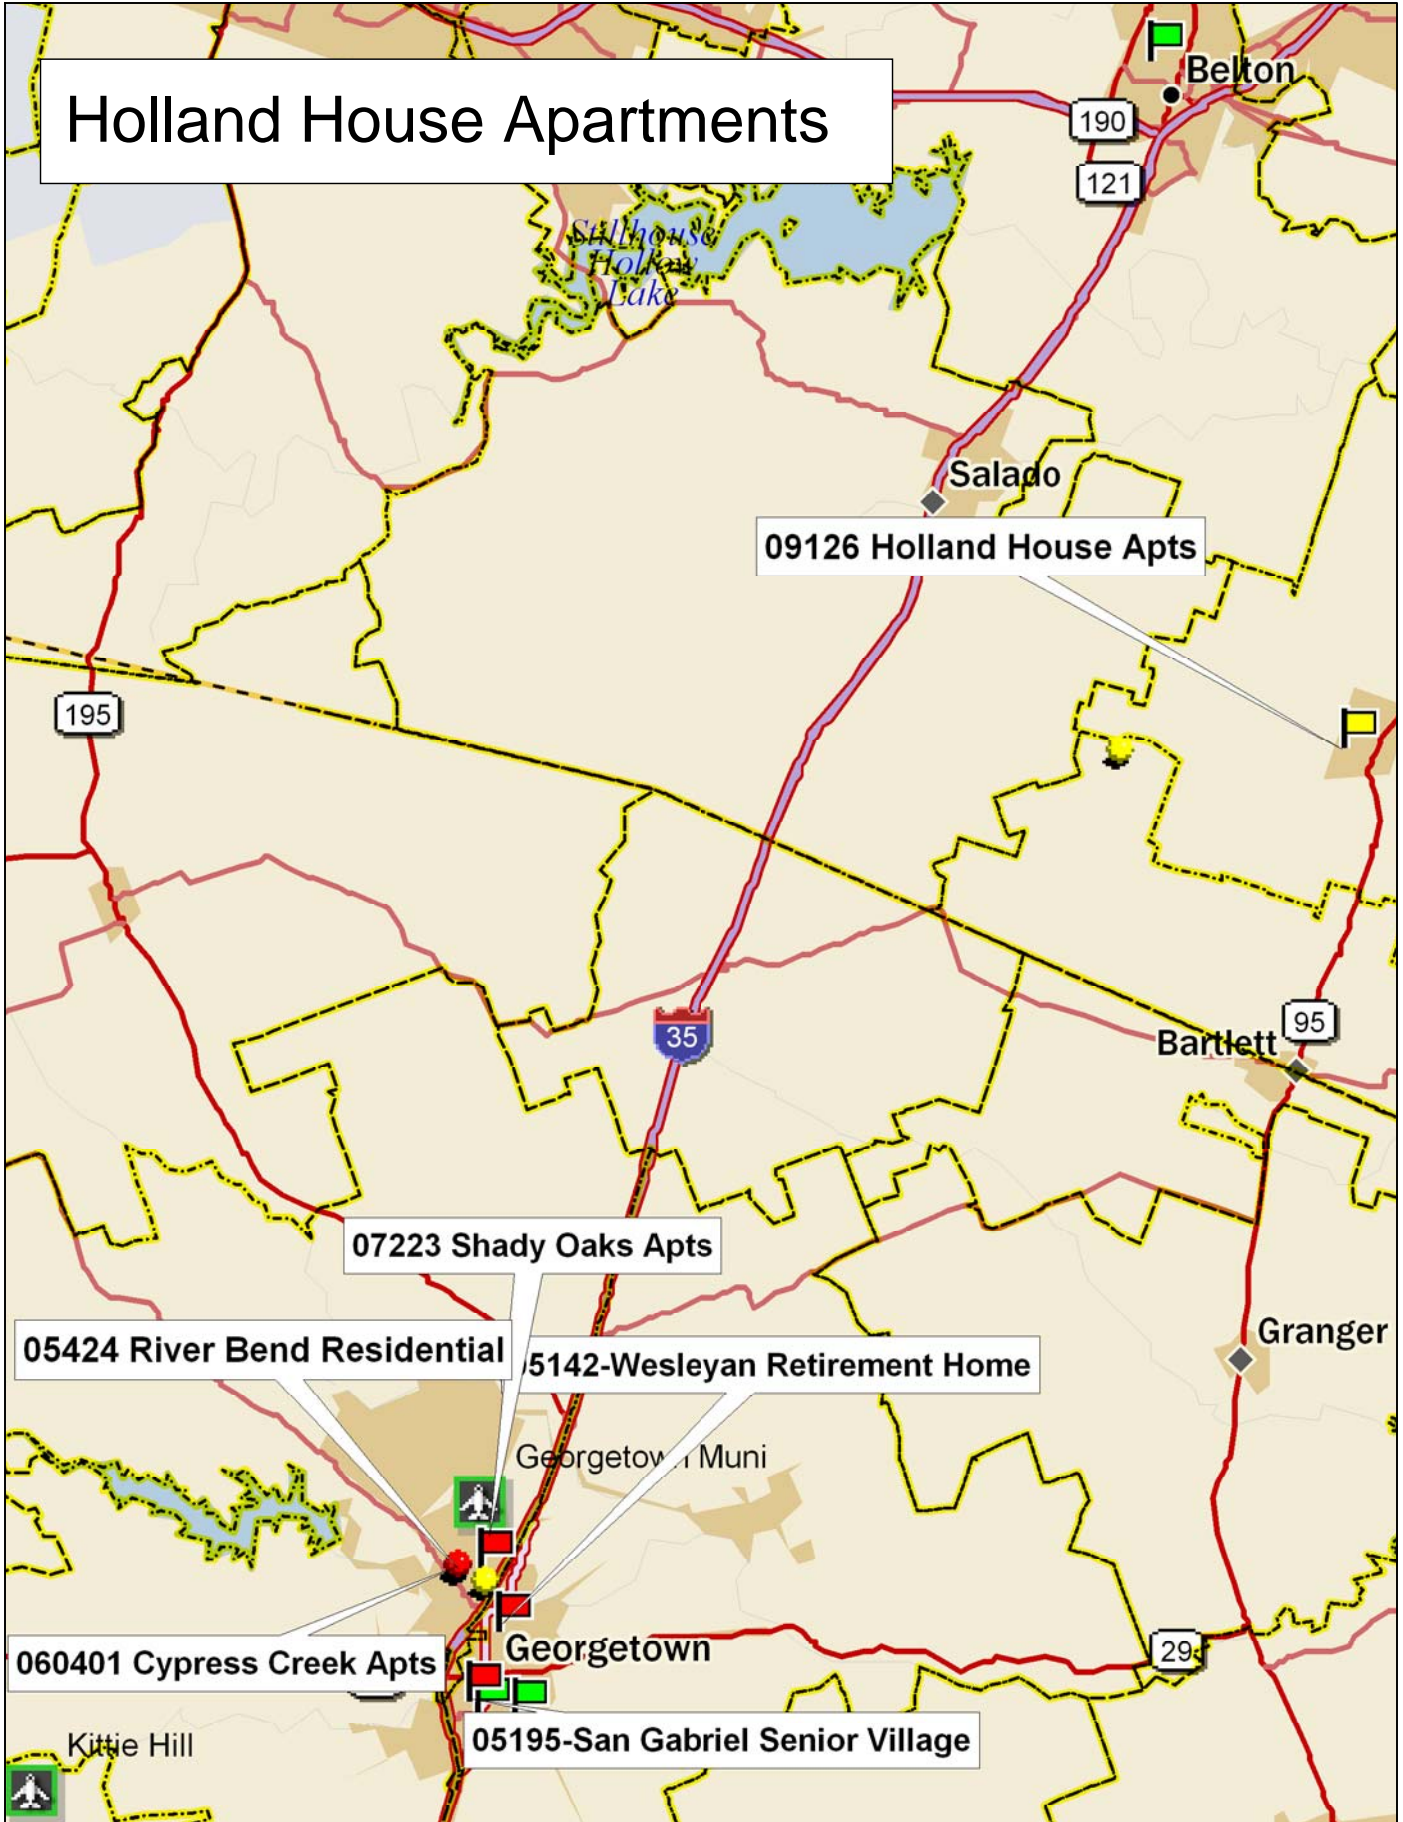 Belton
Holland House Apartments
190
121
Stillhouse
Hollow
Lake
Salado
09126 Holland House Apts
195
35
95
Bartlett
07223 Shady Oaks Apts
Granger
05424 River Bend Residential
5142-Wesleyan Retirement Home
Georgetown Muni
Georgetown
29
060401 Cypress Creek Apts
05195-San Gabriel Senior Village
Kittie Hill